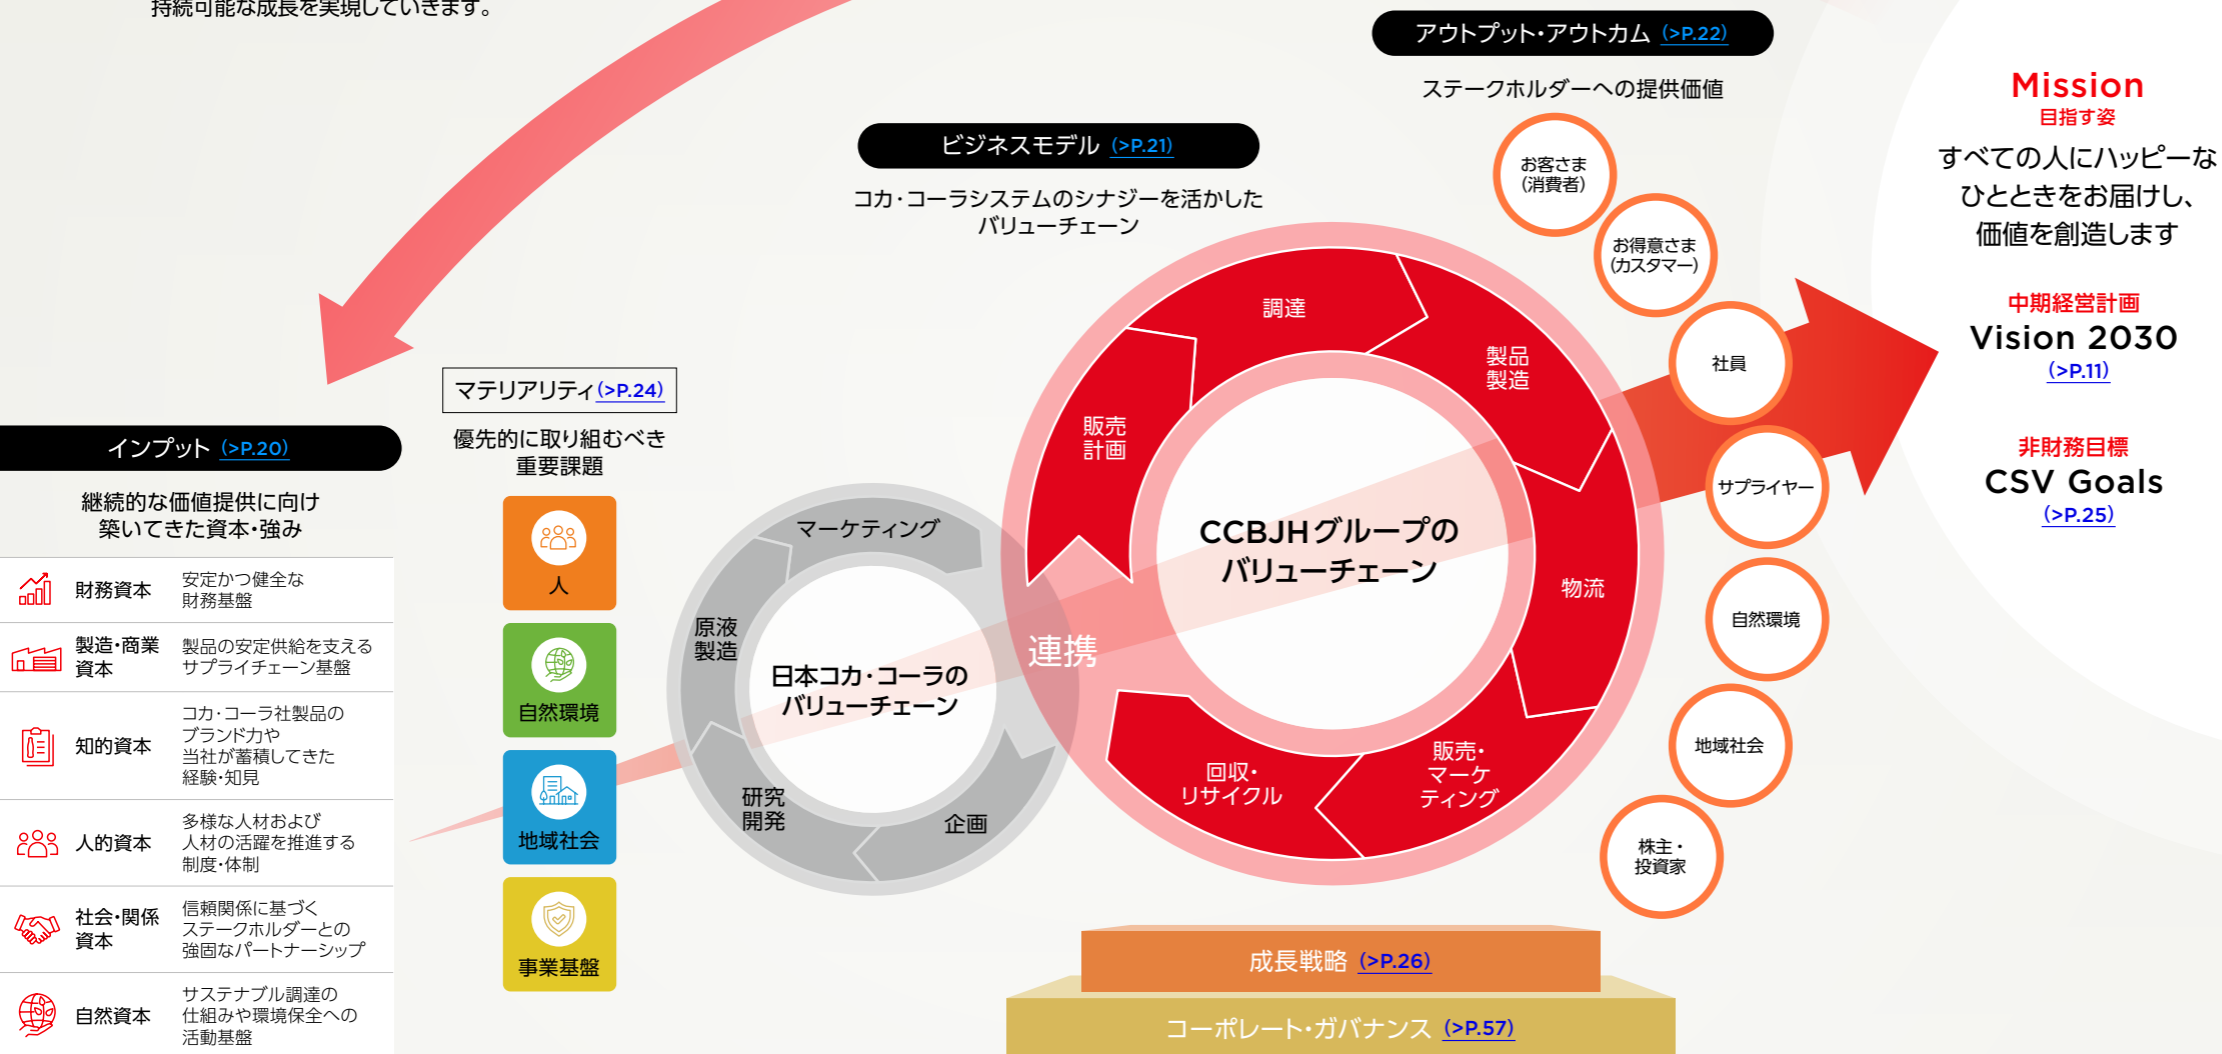 持続可能な成長を実現していきます。
インプット (>P.20)
継続的な価値提供に向け
築いてきた資本・強み
財務資本
安定かつ健全な
財務基盤
製造・商業
資本
製品の安定供給を支える
サプライチェーン基盤
知的資本
コカ・コーラ社製品の
ブランド力や
当社が蓄積してきた
経験・知見
人的資本
多様な人材および
人材の活躍を推進する
制度・体制
社会・関係
資本
信頼関係に基づく
ステークホルダーとの
強固なパートナーシップ
自然資本
サステナブル調達の
仕組みや環境保全への
活動基盤
マテリアリティ(>P.24)
優先的に取り組むべき
重要課題
人
自然環境
地域社会
事業基盤
ビジネスモデル (>P.21)
コカ・コーラシステムのシナジーを活かした
バリューチェーン
日本コカ・コーラの
バリューチェーン
マーケティング
原液
製造
研究
開発
企画
連携
CCBJHグループの
バリューチェーン
販売
計画
調達
製品
製造
物流
販売・
マーケ
ティング
回収・
リサイクル
アウトプット・アウトカム (>P.22)
ステークホルダーへの提供価値
お客さま
(消費者)
お得意さま
(カスタマー)
社員
サプライヤー
自然環境
地域社会
株主・
投資家
成長戦略 (>P.26)
コーポレート・ガバナンス (>P.57)
Mission
目指す姿
すべての人にハッピーな
ひとときをお届けし、
価値を創造します
中期経営計画
Vision 2030
(>P.11)
非財務目標
CSV Goals
(>P.25)